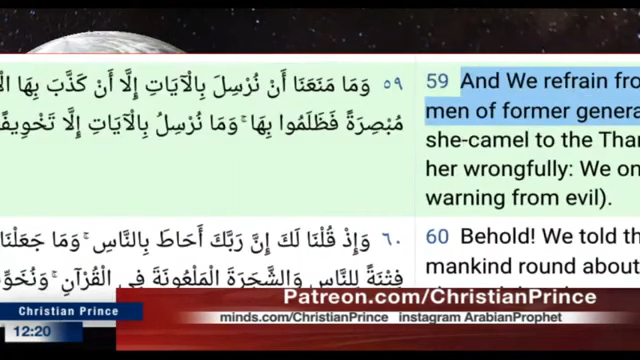 ٥٩ وَمَا مَنَعَنَا أَنْ نُرْسِلَ بِالْآيَاتِ إِلَّا أَنْ كَذَّبَ بِهَا
مُبْصِرَةً فَظَلَمُوا بِهَا ۚ وَمَا نُرْسِلُ بِالْآيَاتِ إِلَّا تَخْوِيفًا
59 And We refrain fro
men of former genera
she-camel to the Tha
her wrongfully: We on
warning from evil).
٦٠ وَإِذْ قُلْنَا لَكَ إِنَّ رَبَّكَ أَحَاطَ بِالنَّاسِ ۚ وَمَا جَعَلْنَا
فِتْنَةً لِلنَّاسِ وَالشَّجَرَةَ الْمَلْعُونَةَ فِي الْقُرْآنِ ۚ وَنُخَوِّ
60 Behold! We told th
mankind round about
Patreon.com/ChristianPrince
Christian Prince
minds.com/ChristianPrince instagram ArabianProphet
12:20